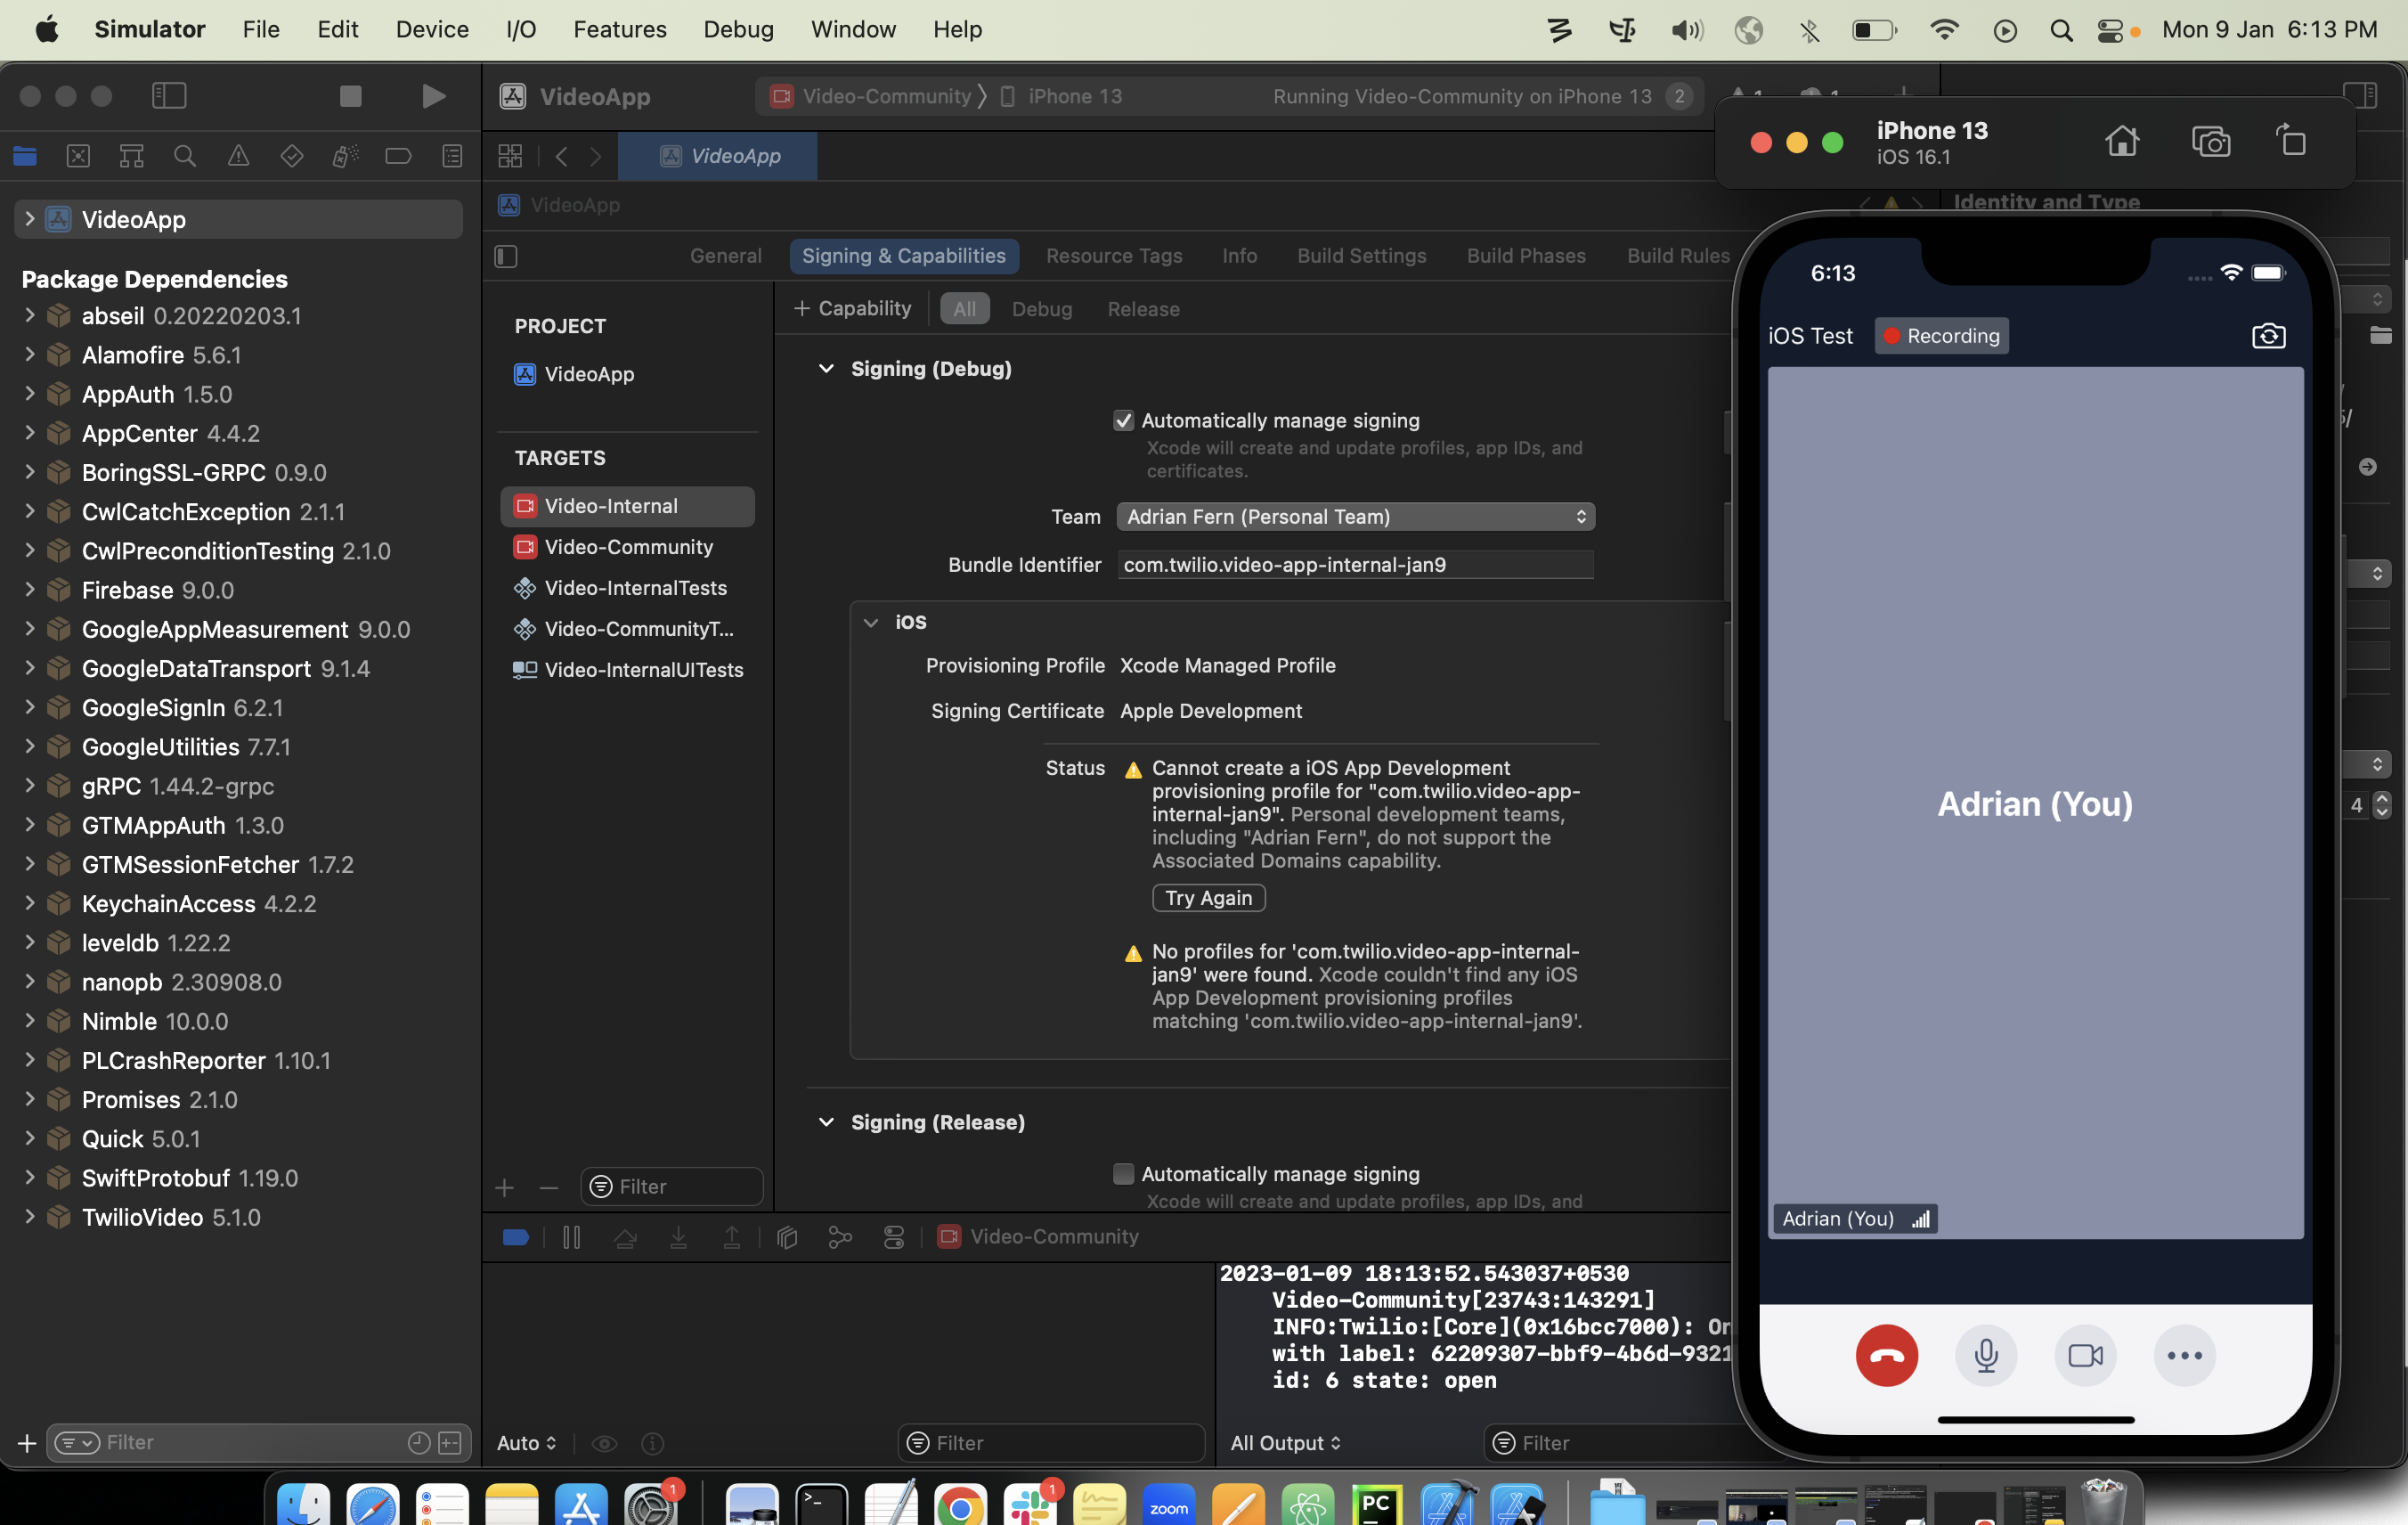 Simulator File Edit Device I/O Features Debug Window Help Mon 9 Jan 6:13 PM
VideoApp Video-Community iPhone 13 Running Video-Community on iPhone 13 2
VideoApp
VideoApp
General Signing & Capabilities Resource Tags Info Build Settings Build Phases Build Rules
Identity and Type
VideoApp
Package Dependencies
abseil 0.20220203.1
Alamofire 5.6.1
AppAuth 1.5.0
AppCenter 4.4.2
BoringSSL-GRPC 0.9.0
CwlCatchException 2.1.1
CwlPreconditionTesting 2.1.0
Firebase 9.0.0
GoogleAppMeasurement 9.0.0
GoogleDataTransport 9.1.4
GoogleSignIn 6.2.1
GoogleUtilities 7.7.1
gRPC 1.44.2-grpc
GTMAppAuth 1.3.0
GTMSessionFetcher 1.7.2
KeychainAccess 4.2.2
leveldb 1.22.2
nanopb 2.30908.0
Nimble 10.0.0
PLCrashReporter 1.10.1
Promises 2.1.0
Quick 5.0.1
SwiftProtobuf 1.19.0
TwilioVideo 5.1.0
Filter
PROJECT
VideoApp
TARGETS
Video-Internal
Video-Community
Video-InternalTests
Video-CommunityT...
Video-InternalUITests
Filter
+ Capability All Debug Release
Signing (Debug)
Automatically manage signing
Xcode will create and update profiles, app IDs, and
certificates.
Team Adrian Fern (Personal Team)
Bundle Identifier com.twilio.video-app-internal-jan9
iOS
Provisioning Profile Xcode Managed Profile
Signing Certificate Apple Development
Status Cannot create a iOS App Development
provisioning profile for "com.twilio.video-app-
internal-jan9". Personal development teams,
including "Adrian Fern", do not support the
Associated Domains capability.
Try Again
No profiles for 'com.twilio.video-app-internal-
jan9' were found. Xcode couldn't find any iOS
App Development provisioning profiles
matching 'com.twilio.video-app-internal-jan9'.
Signing (Release)
Automatically manage signing
Xcode will create and update profiles, app IDs, and
Video-Community
2023-01-09 18:13:52.543037+0530
Video-Community[23743:143291]
INFO:Twilio:[Core](0x16bcc7000): Or
with label: 62209307-bbf9-4b6d-9321
id: 6 state: open
Auto Filter All Output Filter
iPhone 13
iOS 16.1
6:13
iOS Test Recording
Adrian (You)
Adrian (You)
4
1
1
zoom
PC